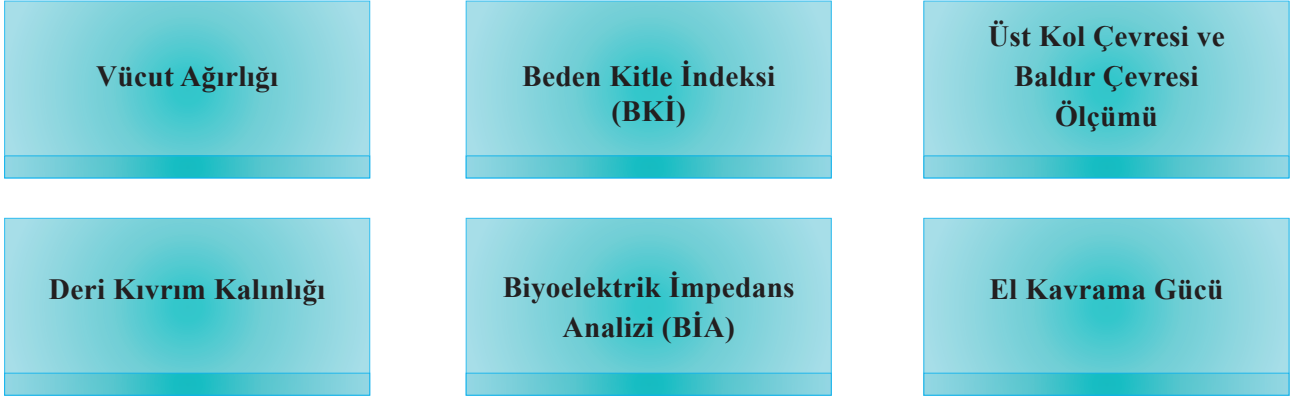 Vücut Ağırlığı
Beden Kitle İndeksi
(BKİ)
Üst Kol Çevresi ve
Baldır Çevresi
Ölçümü
Deri Kıvrım Kalınlığı
Biyoelektrik İmpedans
Analizi (BİA)
El Kavrama Gücü